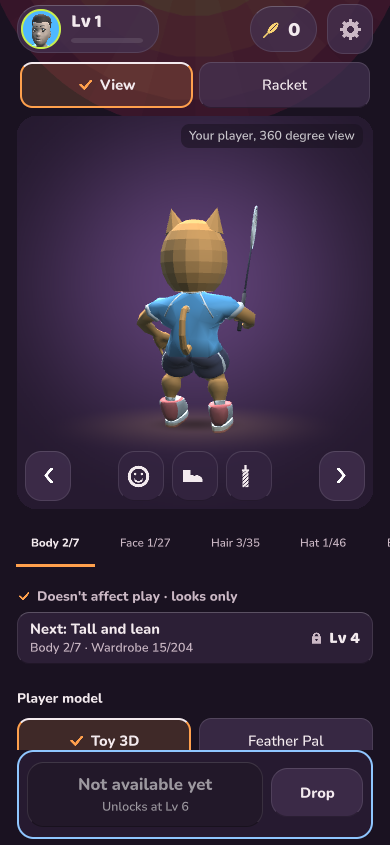 Lv 1
0
View
Racket
Your player, 360 degree view
Body 2/7
Face 1/27
Hair 3/35
Hat 1/46
Doesn't affect play · looks only
Next: Tall and lean
Body 2/7 · Wardrobe 15/204
Lv 4
Player model
Toy 3D
Feather Pal
Not available yet
Unlocks at Lv 6
Drop